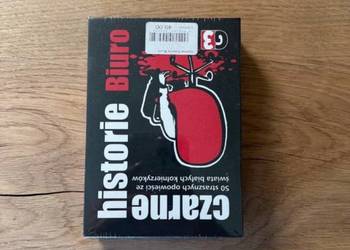 czarne
historie Biuro
50 strasznych opowieści ze
świata białych kołnierzyków
G3